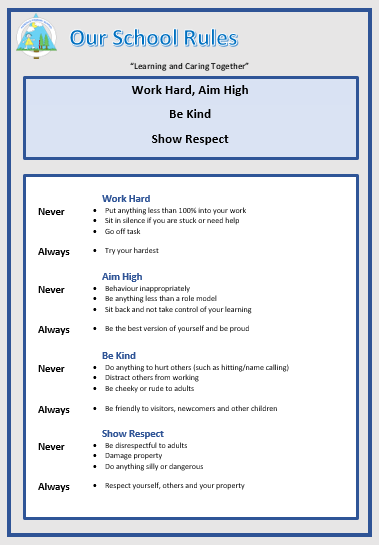 Our School Rules
“Learning and Caring Together”
Work Hard, Aim High
Be Kind
Show Respect
Work Hard
Never
• Put anything less than 100% into your work
• Sit in silence if you are stuck or need help
• Go off task
Always
• Try your hardest
Aim High
Never
• Behaviour inappropriately
• Be anything less than a role model
• Sit back and not take control of your learning
Always
• Be the best version of yourself and be proud
Be Kind
Never
• Do anything to hurt others (such as hitting/name calling)
• Distract others from working
• Be cheeky or rude to adults
Always
• Be friendly to visitors, newcomers and other children
Show Respect
Never
• Be disrespectful to adults
• Damage property
• Do anything silly or dangerous
Always
• Respect yourself, others and your property